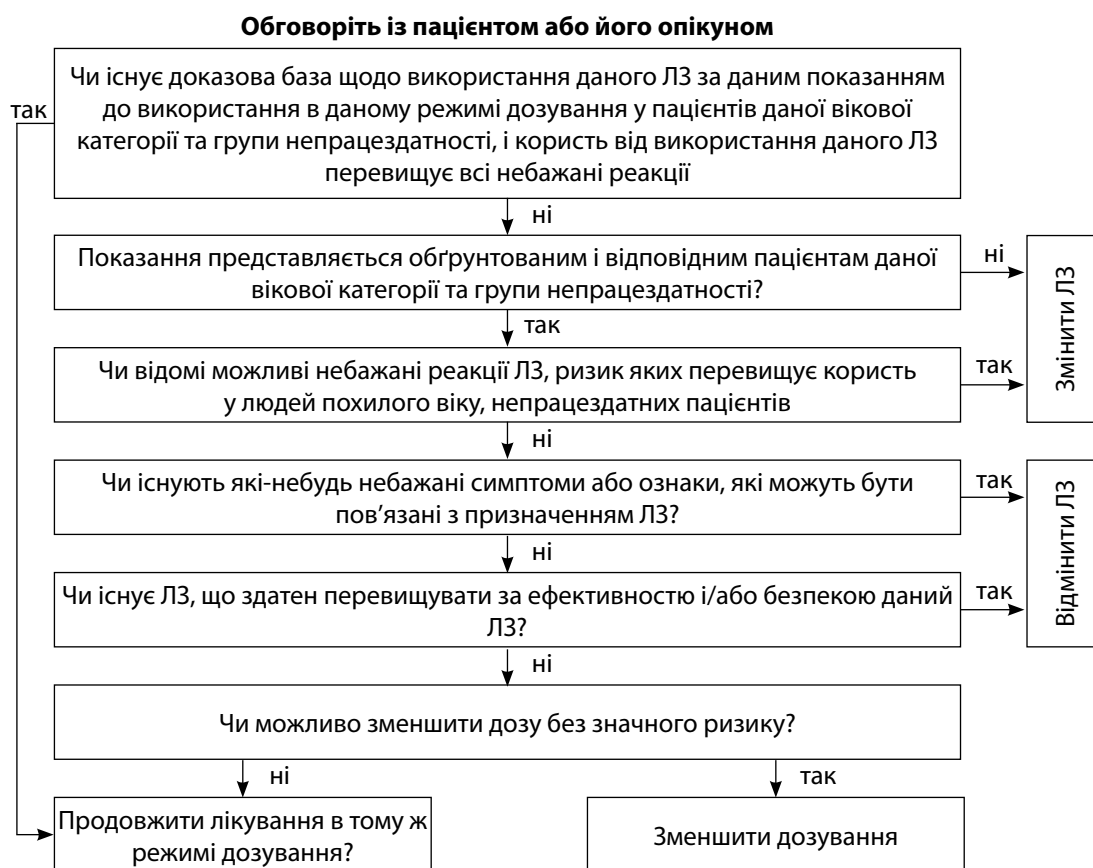 Обговоріть із пацієнтом або його опікуном
Чи існує доказова база щодо використання даного ЛЗ за даним показанням
до використання в даному режимі дозування у пацієнтів даної вікової
категорії та групи непрацездатності, і користь від використання даного ЛЗ
перевищує всі небажані реакції
так
ні
Показання представляється обґрунтованим і відповідним пацієнтам даної
вікової категорії та групи непрацездатності?
ні
Змінити ЛЗ
так
Чи відомі можливі небажані реакції ЛЗ, ризик яких перевищує користь
у людей похилого віку, непрацездатних пацієнтів
так
ні
Чи існують які-небудь небажані симптоми або ознаки, які можуть бути
пов’язані з призначенням ЛЗ?
так
Відмінити ЛЗ
ні
Чи існує ЛЗ, що здатен перевищувати за ефективністю і/або безпекою даний
ЛЗ?
так
ні
Чи можливо зменшити дозу без значного ризику?
ні
так
Продовжити лікування в тому ж
режимі дозування?
Зменшити дозування